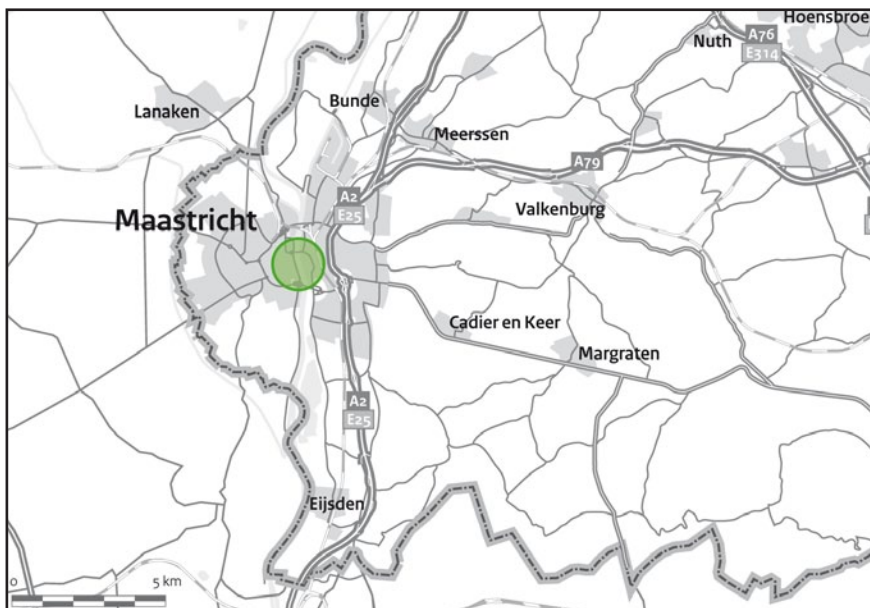 Hoensbroe
A76
E314
Nuth
Lanaken
Bunde
Meerssen
A79
A2
E25
Valkenburg
Maastricht
Cadier en Keer
Margraten
A2
E25
Eijsden
0
5 km